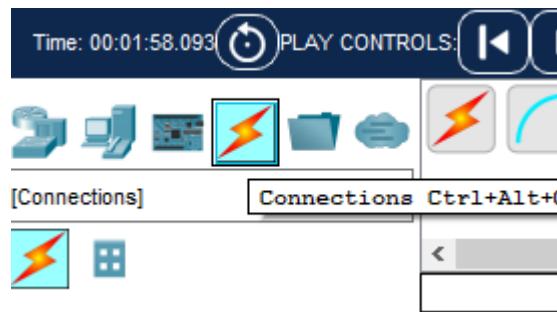 Time: 00:01:58.093 PLAY CONTROLS:
[Connections]
Connections Ctrl+Alt+